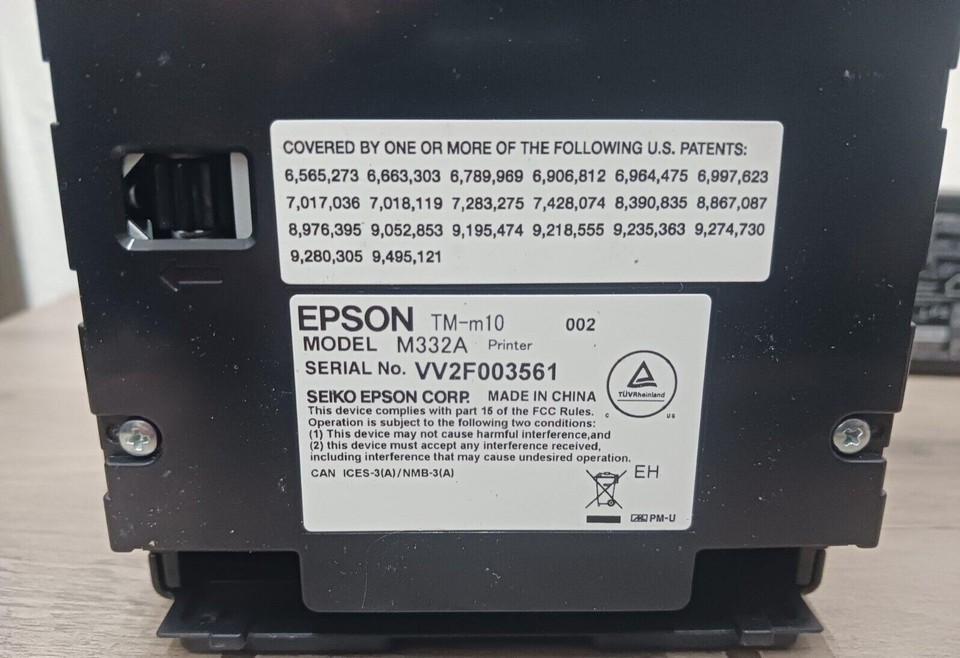 COVERED BY ONE OR MORE OF THE FOLLOWING U.S. PATENTS:
6,565,273 6,663,303 6,789,969 6,906,812 6,964,475 6,997,623
7,017,036 7,018,119 7,283,275 7,428,074 8,390,835 8,867,087
8,976,395 9,052,853 9,195,474 9,218,555 9,235,363 9,274,730
9,280,305 9,495,121
EPSON TM-m10 002
MODEL M332A Printer
SERIAL No. VV2F003561
SEIKO EPSON CORP. MADE IN CHINA
TÜVRheinland
C US
This device complies with part 15 of the FCC Rules.
Operation is subject to the following two conditions:
(1) This device may not cause harmful interference,and
(2) this device must accept any interference received,
including interference that may cause undesired operation.
CAN ICES-3(A)/NMB-3(A)
EH
PM-U